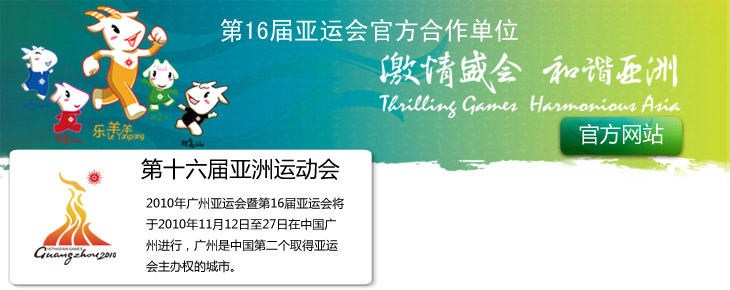 第16届亚运会官方合作单位
激情盛会 和谐亚洲
Thrilling Games Harmonious Asia
官方网站
乐羊羊
Le Yangyang
第十六届亚洲运动会
2010年广州亚运会暨第16届亚运会将
于2010年11月12日至27日在中国广
州进行，广州是中国第二个取得亚运
会主办权的城市。
16TH ASIAN GAMES
Guangzhou2010